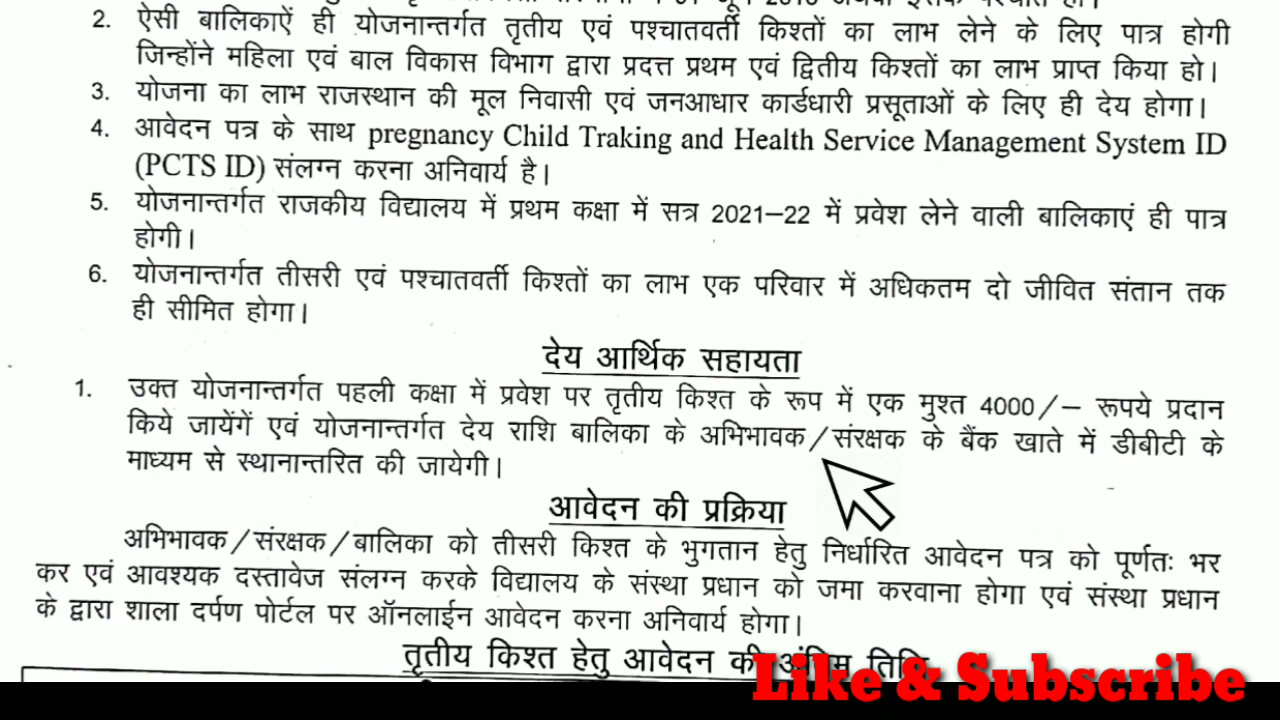 2. ऐसी बालिकाऐं ही योजनान्तर्गत तृतीय एवं पश्चातवर्ती किश्तों का लाभ लेने के लिए पात्र होगी
जिन्होंने महिला एवं बाल विकास विभाग द्वारा प्रदत्त प्रथम एवं द्वितीय किश्तों का लाभ प्राप्त किया हो।
3. योजना का लाभ राजस्थान की मूल निवासी एवं जनआधार कार्डधारी प्रसूताओं के लिए ही देय होगा।
4. आवेदन पत्र के साथ pregnancy Child Traking and Health Service Management System ID
(PCTS ID) संलग्न करना अनिवार्य है।
5. योजनान्तर्गत राजकीय विद्यालय में प्रथम कक्षा में सत्र 2021–22 में प्रवेश लेने वाली बालिकाएं ही पात्र
होगी।
6. योजनान्तर्गत तीसरी एवं पश्चातवर्ती किश्तों का लाभ एक परिवार में अधिकतम दो जीवित संतान तक
ही सीमित होगा।
देय आर्थिक सहायता
1. उक्त योजनान्तर्गत पहली कक्षा में प्रवेश पर तृतीय किश्त के रूप में एक मुश्त 4000/– रूपये प्रदान
किये जायेंगें एवं योजनान्तर्गत देय राशि बालिका के अभिभावक/संरक्षक के बैंक खाते में डीबीटी के
माध्यम से स्थानान्तरित की जायेगी।
आवेदन की प्रक्रिया
अभिभावक/संरक्षक/बालिका को तीसरी किश्त के भुगतान हेतु निर्धारित आवेदन पत्र को पूर्णतः भर
कर एवं आवश्यक दस्तावेज संलग्न करके विद्यालय के संस्था प्रधान को जमा करवाना होगा एवं संस्था प्रधान
के द्वारा शाला दर्पण पोर्टल पर ऑनलाईन आवेदन करना अनिवार्य होगा।
तृतीय किश्त हेतु आवेदन की अंतिम तिथि
Like & Subscribe